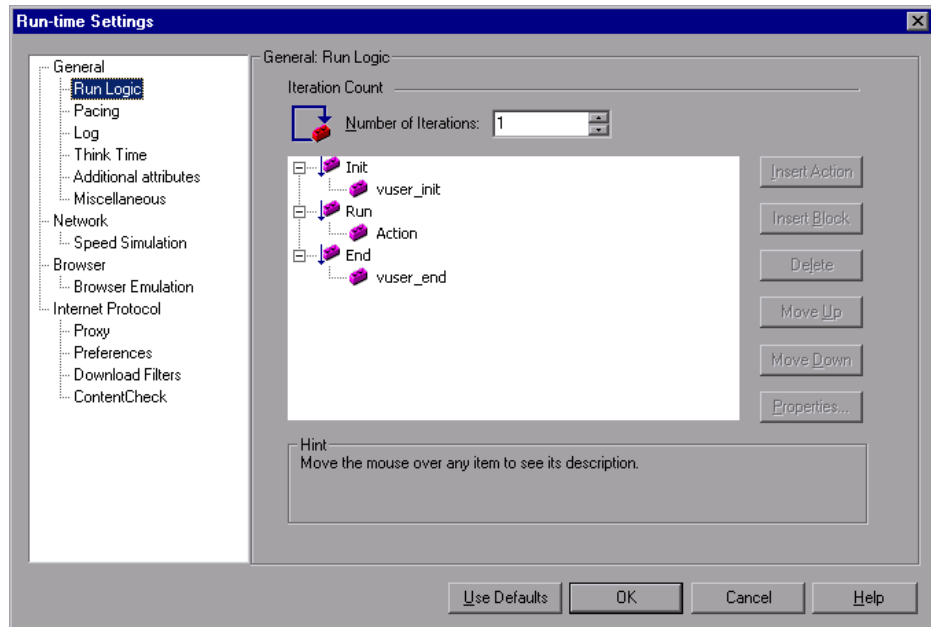 Run-time Settings
General
Run Logic
Pacing
Log
Think Time
Additional attributes
Miscellaneous
Network
Speed Simulation
Browser
Browser Emulation
Internet Protocol
Proxy
Preferences
Download Filters
ContentCheck
General: Run Logic
Iteration Count
Number of Iterations: 1
Init
vuser_init
Run
Action
End
vuser_end
Insert Action
Insert Block
Delete
Move Up
Move Down
Properties...
Hint
Move the mouse over any item to see its description.
Use Defaults OK Cancel Help